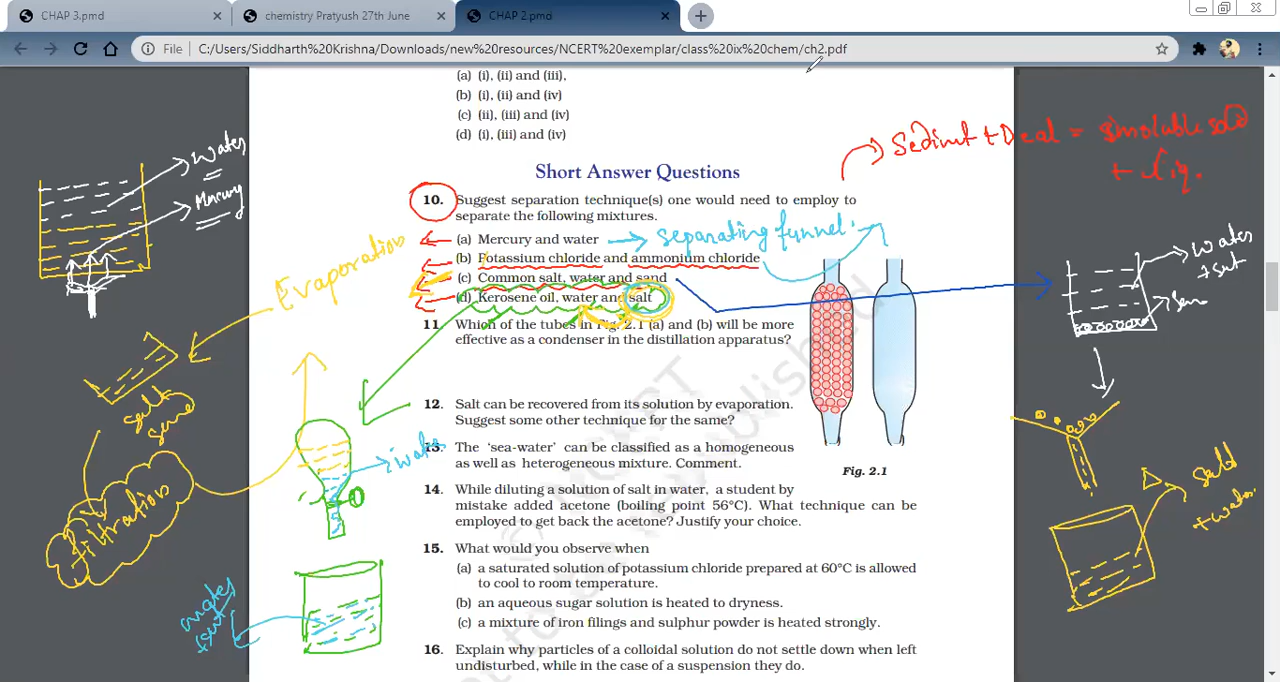 CHAP 3.pmd
chemistry Pratyush 27th June
CHAP 2.pmd
File
C:/Users/Siddharth%20Krishna/Downloads/new%20resources/NCERT%20exemplar/class%20ix%20chem/ch2.pdf
(a) (i), (ii) and (iii),
(b) (i), (ii) and (iv)
(c) (ii), (iii) and (iv)
(d) (i), (iii) and (iv)
Short Answer Questions
10. Suggest separation technique(s) one would need to employ to
separate the following mixtures.
(a) Mercury and water
separating funnel
(b) Potassium chloride and ammonium chloride
(c) Common salt, water and sand
(d) Kerosene oil, water and salt
11. Which of the tubes in Fig. 2.1 (a) and (b) will be more
effective as a condenser in the distillation apparatus?
12. Salt can be recovered from its solution by evaporation.
Suggest some other technique for the same?
13. The ‘sea-water’ can be classified as a homogeneous
as well as heterogeneous mixture. Comment.
Fig. 2.1
14. While diluting a solution of salt in water, a student by
mistake added acetone (boiling point 56°C). What technique can be
employed to get back the acetone? Justify your choice.
15. What would you observe when
(a) a saturated solution of potassium chloride prepared at 60°C is allowed
to cool to room temperature.
(b) an aqueous sugar solution is heated to dryness.
(c) a mixture of iron filings and sulphur powder is heated strongly.
16. Explain why particles of a colloidal solution do not settle down when left
undisturbed, while in the case of a suspension they do.
Water
Mercury
Evaporation
salt
Filtration
+ Liq.
Water
+ salt
salt
+ water